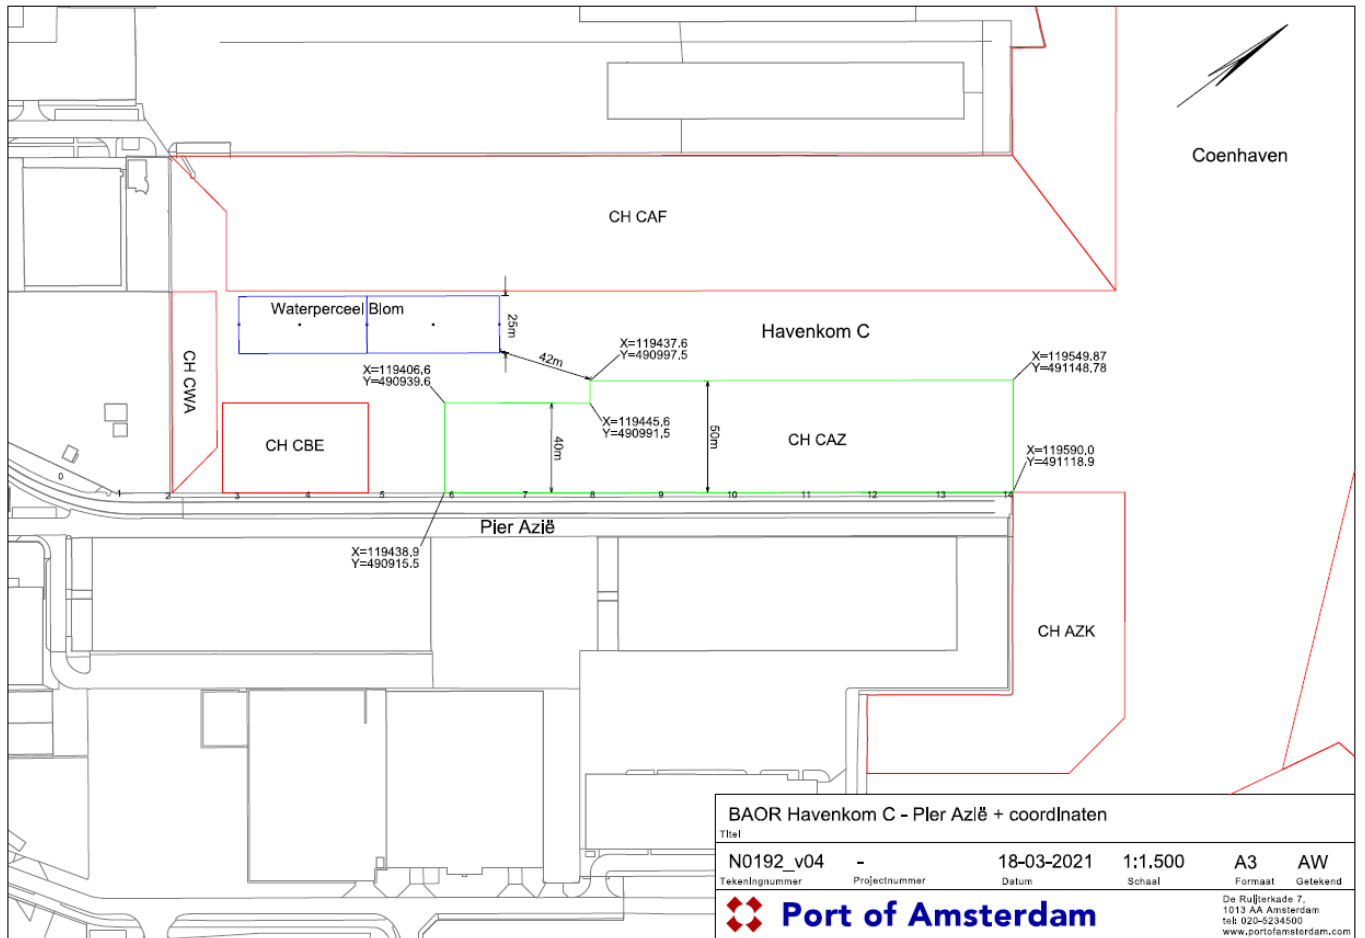 Coenhaven
CH CAF
Waterperceel Blom
25m
Havenkom C
42m
X=119437.6
Y=490997.5
X=119549.87
Y=491148.78
X=119406,6
Y=490939.6
CH CWA
X=119445.6
Y=490991,5
CH CBE
40m
50m
CH CAZ
X=119590.0
Y=491118.9
0
1 2 3 4 5 6 7 8 9 10 11 12 13 14
Pier Azië
X=119438.9
Y=490915.5
CH AZK
BAOR Havenkom C - Pier Azië + coordinaten
Titel
N0192_v04 - 18-03-2021 1:1.500 A3 AW
Tekeningnummer Projectnummer Datum Schaal Formaat Getekend
Port of Amsterdam
De Ruijterkade 7,
1013 AA Amsterdam
tel: 020-5234500
www.portofamsterdam.com